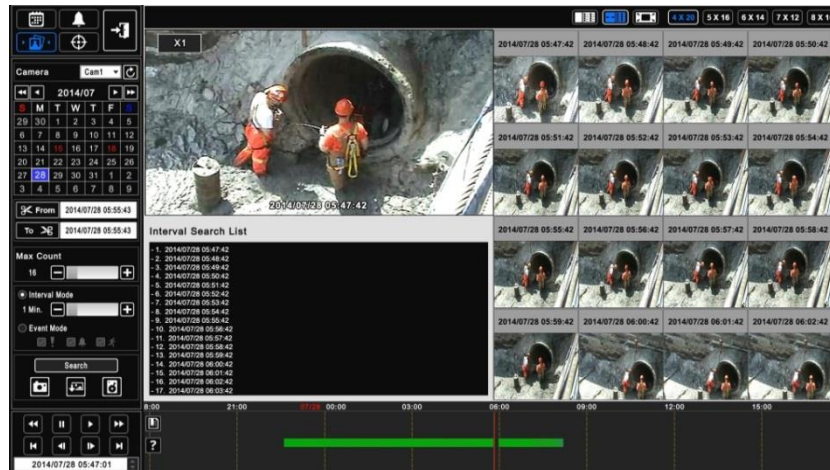 4 X 20 5 X 16 6 X 14 7 X 12 8 X 1
Camera Cam1
2014/07
S M T W T F S
29 30 1 2 3 4 5
6 7 8 9 10 11 12
13 14 15 16 17 18 19
20 21 22 23 24 25 26
27 28 29 30 31 1 2
3 4 5 6 7 8 9
From 2014/07/28 05:55:43
To 2014/07/28 05:55:43
Max Count
16
Interval Mode
1 Min.
Event Mode
Search
2014/07/28 05:47:01
X1
2014/07/28 05:47:42
Interval Search List
- 1. 2014/07/28 05:47:42
- 2. 2014/07/28 05:48:42
- 3. 2014/07/28 05:49:42
- 4. 2014/07/28 05:50:42
- 5. 2014/07/28 05:51:42
- 6. 2014/07/28 05:52:42
- 7. 2014/07/28 05:53:42
- 8. 2014/07/28 05:54:42
- 9. 2014/07/28 05:55:42
- 10. 2014/07/28 05:56:42
- 11. 2014/07/28 05:57:42
- 12. 2014/07/28 05:58:42
- 13. 2014/07/28 05:59:42
- 14. 2014/07/28 06:00:42
- 15. 2014/07/28 06:01:42
- 16. 2014/07/28 06:02:42
- 17. 2014/07/28 06:03:42
2014/07/28 05:47:42 2014/07/28 05:48:42 2014/07/28 05:49:42 2014/07/28 05:50:42
2014/07/28 05:51:42 2014/07/28 05:52:42 2014/07/28 05:53:42 2014/07/28 05:54:42
2014/07/28 05:55:42 2014/07/28 05:56:42 2014/07/28 05:57:42 2014/07/28 05:58:42
2014/07/28 05:59:42 2014/07/28 06:00:42 2014/07/28 06:01:42 2014/07/28 06:02:42
8:00 21:00 07/28 00:00 03:00 06:00 09:00 12:00 15:00
?